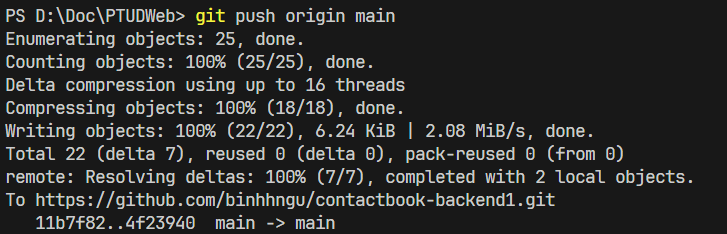 PS D:\Doc\PTUDWeb> git push origin main
Enumerating objects: 25, done.
Counting objects: 100% (25/25), done.
Delta compression using up to 16 threads
Compressing objects: 100% (18/18), done.
Writing objects: 100% (22/22), 6.24 KiB | 2.08 MiB/s, done.
Total 22 (delta 7), reused 0 (delta 0), pack-reused 0 (from 0)
remote: Resolving deltas: 100% (7/7), completed with 2 local objects.
To https://github.com/binhhngu/contactbook-backend1.git
   11b7f82..4f23940  main -> main